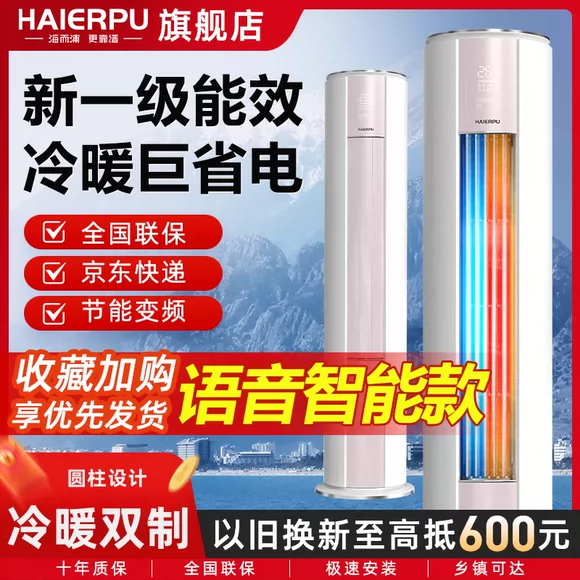 HAIERPU 旗舰店
海而浦 更靠谱
新一级能效
冷暖巨省电
全国联保
京东快递
节能变频
26
HAIERPU
收藏加购
享优先发货
语音智能款
圆柱设计
冷暖双制
以旧换新至高抵600元
十年质保
全国联保
极速安装
乡镇可达